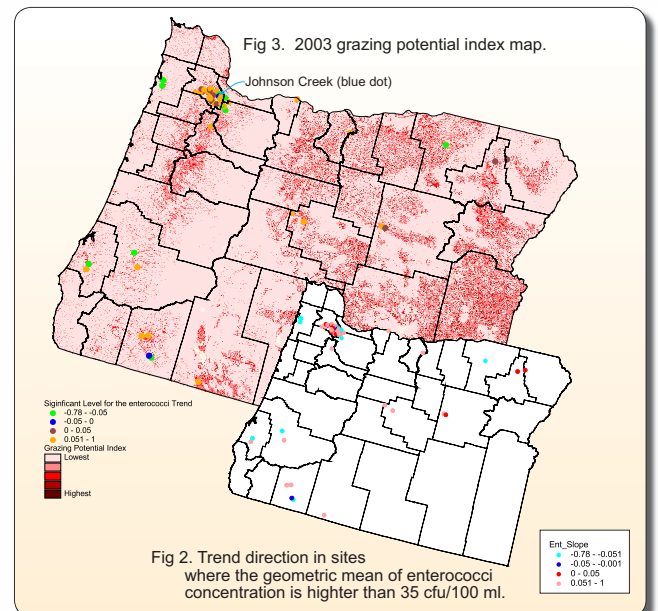 Fig 3. 2003 grazing potential index map.
Johnson Creek (blue dot)
Siginficant Level for the enterococci Trend
-0.78 - -0.05
-0.05 - 0
0 - 0.05
0.051 - 1
Grazing Potential Index
Lowest
Highest
Fig 2. Trend direction in sites
where the geometric mean of enterococci
concentration is highter than 35 cfu/100 ml.
Ent_Slope
-0.78 - -0.051
-0.05 - -0.001
0 - 0.05
0.051 - 1